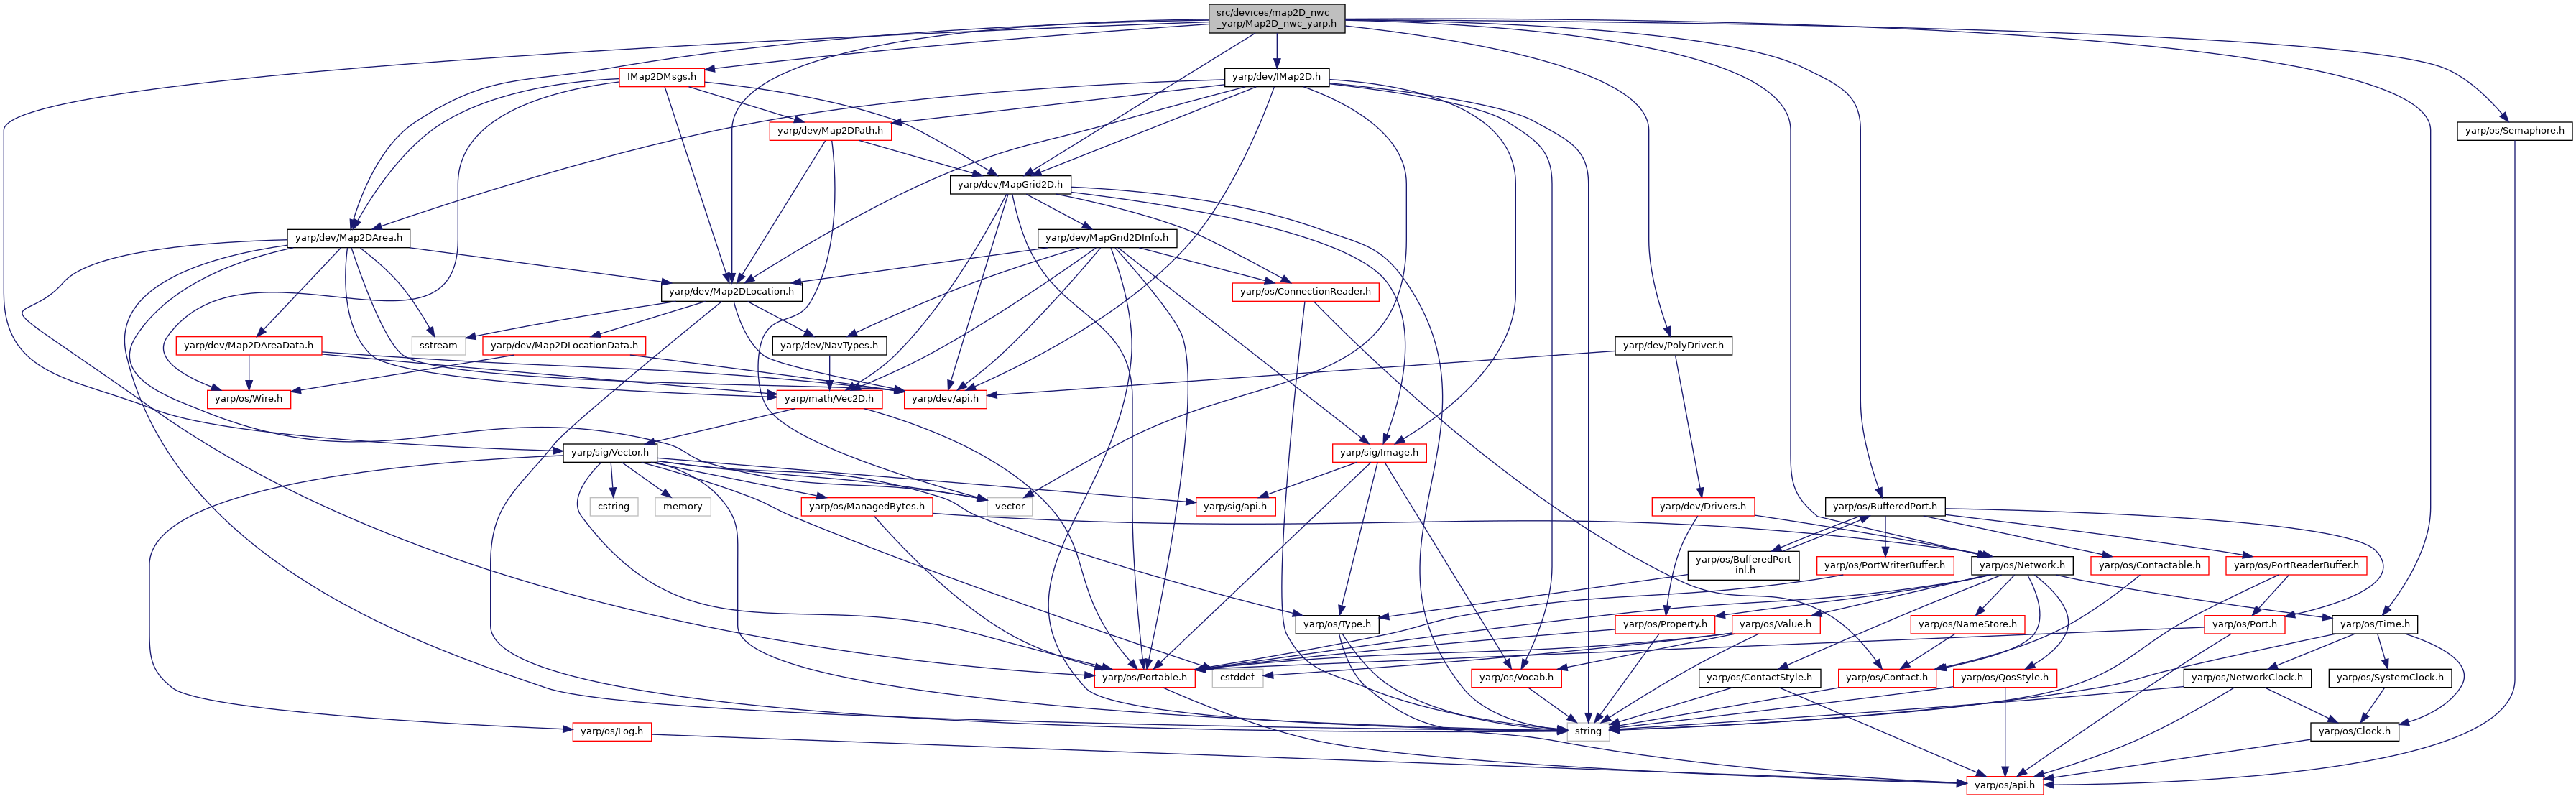 src/devices/map2D_nwc
_yarp/Map2D_nwc_yarp.h
IMap2DMsgs.h
yarp/dev/IMap2D.h
yarp/dev/Map2DPath.h
yarp/os/Semaphore.h
yarp/dev/MapGrid2D.h
yarp/dev/Map2DArea.h
yarp/dev/MapGrid2DInfo.h
yarp/dev/Map2DLocation.h
yarp/os/ConnectionReader.h
yarp/dev/Map2DAreaData.h
sstream
yarp/dev/Map2DLocationData.h
yarp/dev/NavTypes.h
yarp/dev/PolyDriver.h
yarp/os/Wire.h
yarp/math/Vec2D.h
yarp/dev/api.h
yarp/sig/Vector.h
yarp/sig/Image.h
cstring
memory
yarp/os/ManagedBytes.h
vector
yarp/sig/api.h
yarp/dev/Drivers.h
yarp/os/BufferedPort.h
yarp/os/BufferedPort
-inl.h
yarp/os/PortWriterBuffer.h
yarp/os/Network.h
yarp/os/Contactable.h
yarp/os/PortReaderBuffer.h
yarp/os/Type.h
yarp/os/Property.h
yarp/os/Value.h
yarp/os/NameStore.h
yarp/os/Port.h
yarp/os/Time.h
yarp/os/Portable.h
cstddef
yarp/os/Vocab.h
yarp/os/ContactStyle.h
yarp/os/Contact.h
yarp/os/QosStyle.h
yarp/os/NetworkClock.h
yarp/os/SystemClock.h
yarp/os/Log.h
string
yarp/os/Clock.h
yarp/os/api.h